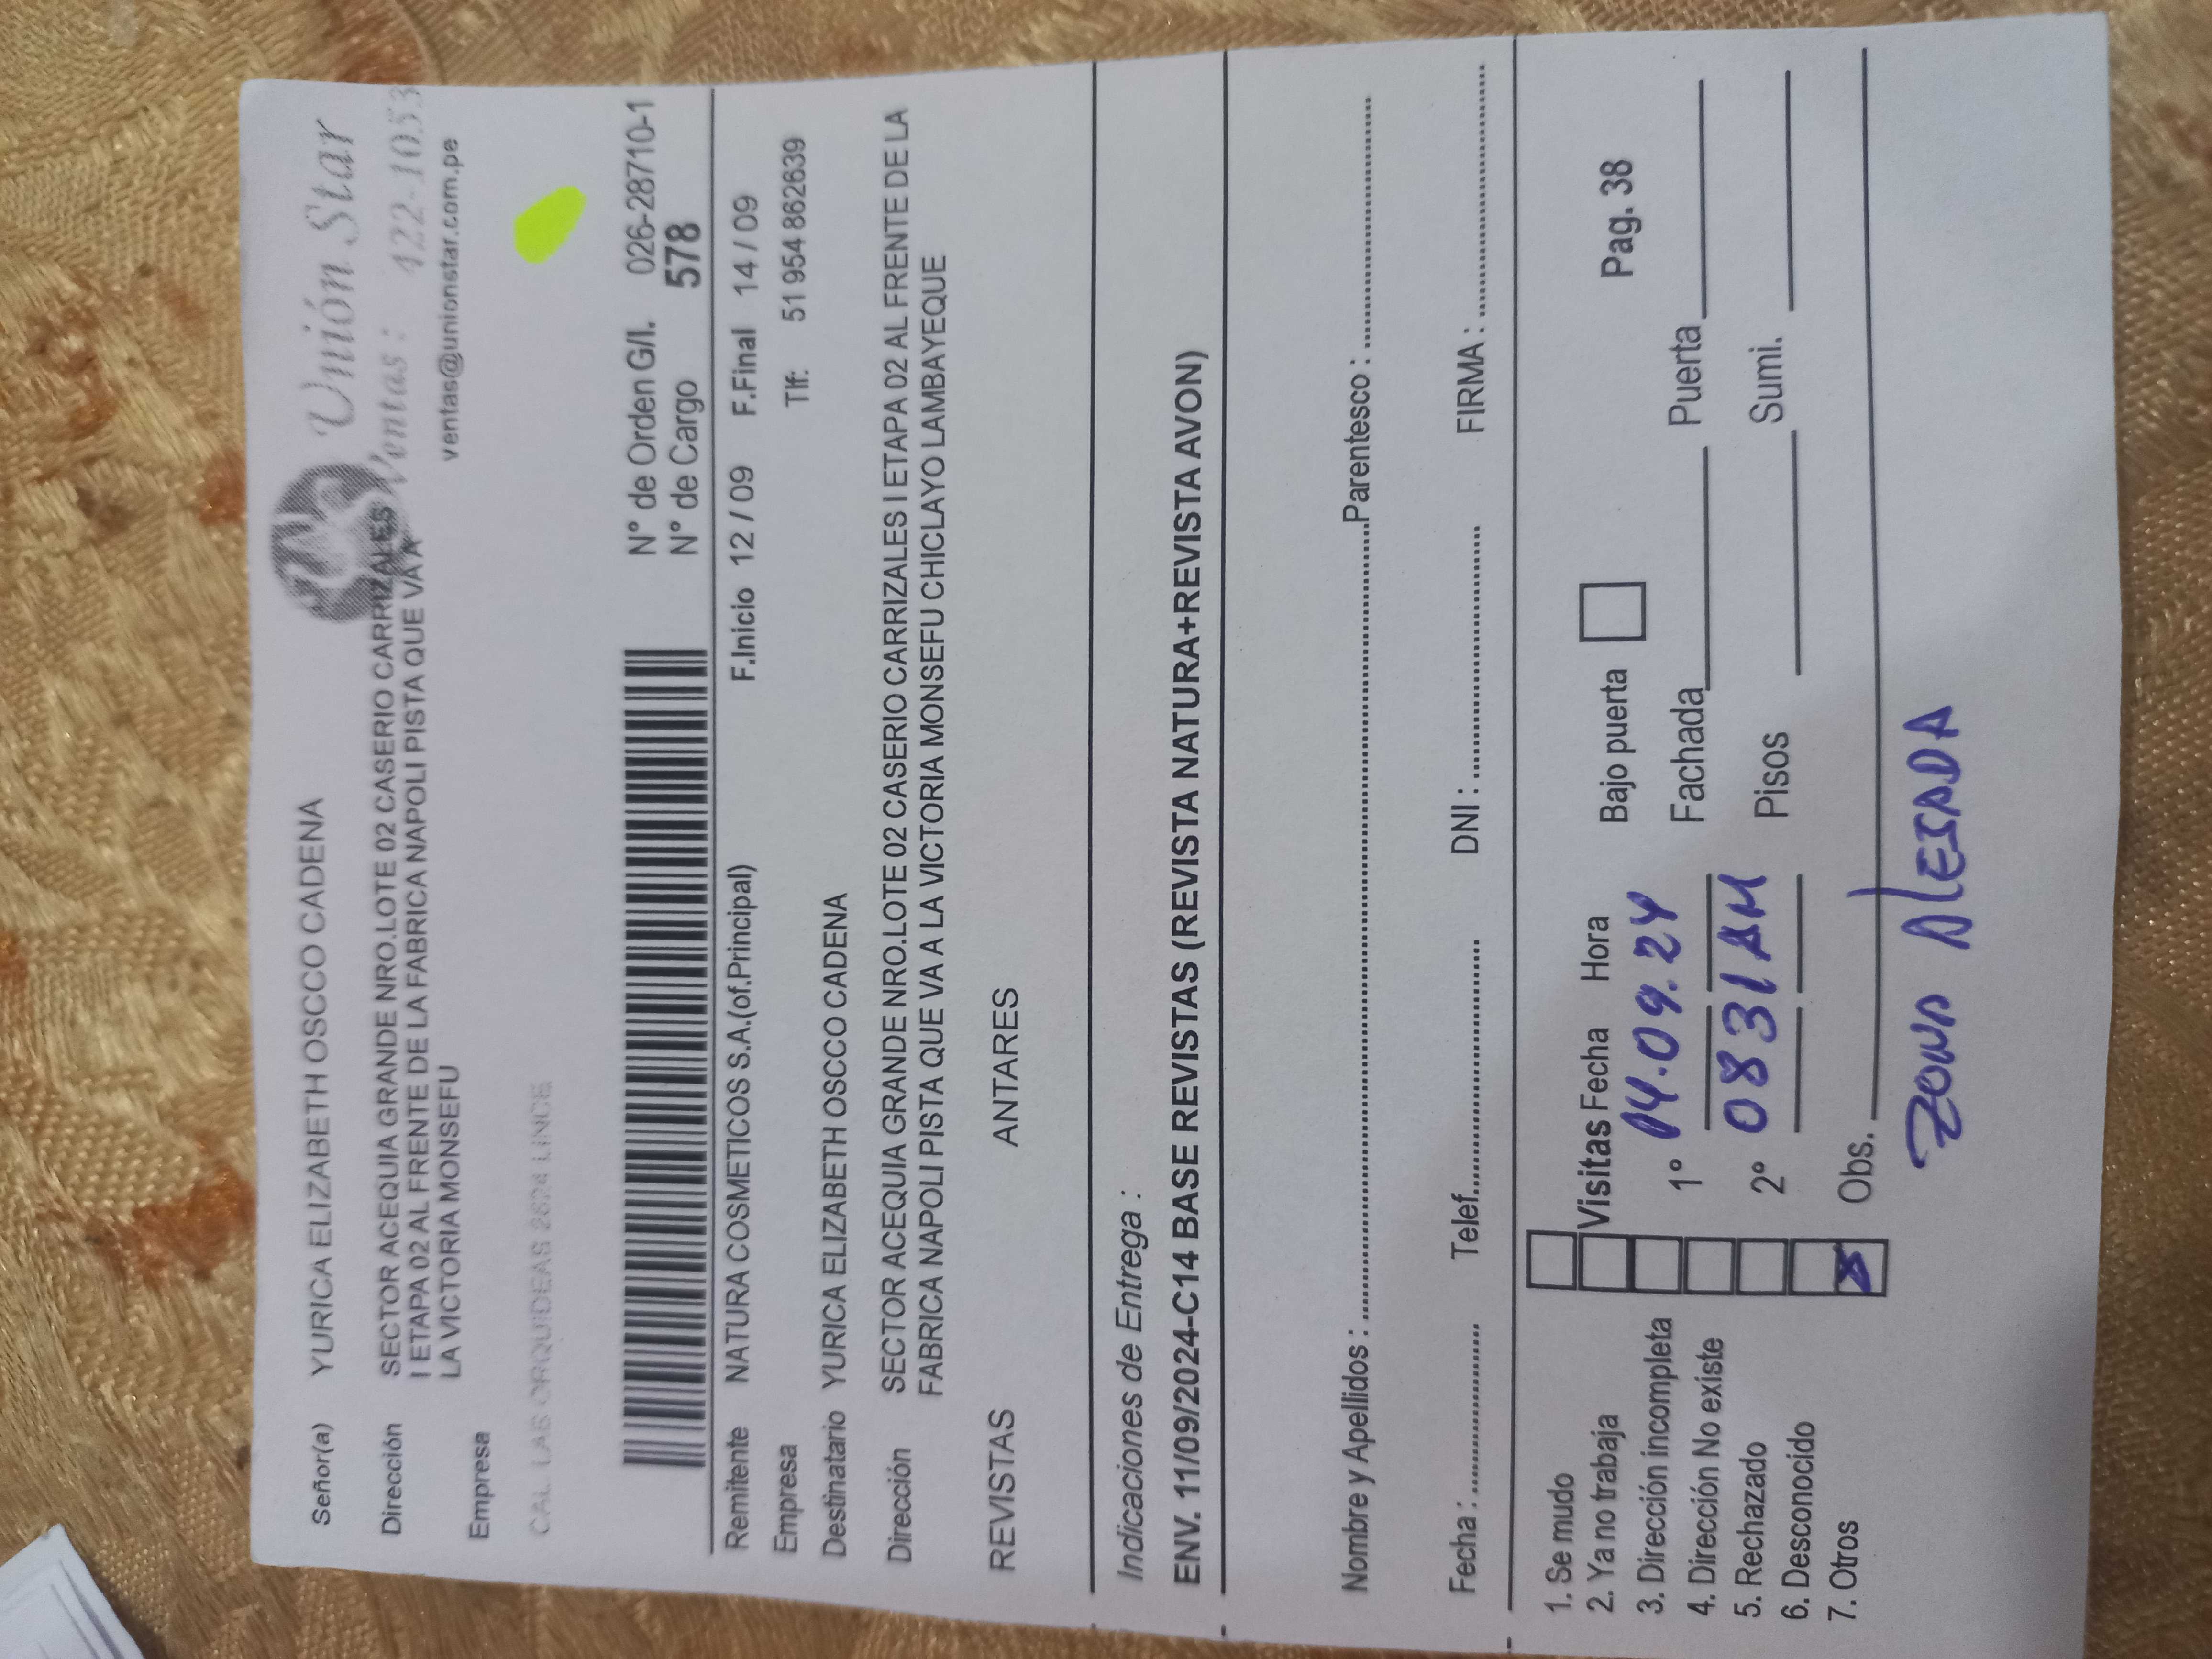 Unión Star
Ventas : 422-1053
ventas@unionstar.com.pe
Señor(a) YURICA ELIZABETH OSCCO CADENA
Dirección SECTOR ACEQUIA GRANDE NRO.LOTE 02 CASERIO CARRIZALES
I ETAPA 02 AL FRENTE DE LA FABRICA NAPOLI PISTA QUE VA A
LA VICTORIA MONSEFU
Empresa
CAL. LAS ORQUIDEAS 2624 LINCE
N° de Orden G/I. 026-28710-1
N° de Cargo 578
Remitente NATURA COSMETICOS S.A.(of.Principal) F.Inicio 12 / 09 F.Final 14 / 09
Empresa Tlf: 51 954 862639
Destinatario YURICA ELIZABETH OSCCO CADENA
Dirección SECTOR ACEQUIA GRANDE NRO.LOTE 02 CASERIO CARRIZALES I ETAPA 02 AL FRENTE DE LA
FABRICA NAPOLI PISTA QUE VA A LA VICTORIA MONSEFU CHICLAYO LAMBAYEQUE
REVISTAS ANTARES
Indicaciones de Entrega :
ENV. 11/09/2024-C14 BASE REVISTAS (REVISTA NATURA+REVISTA AVON)
Nombre y Apellidos : Parentesco :
Fecha : Telef. DNI : FIRMA :
1. Se mudo
2. Ya no trabaja
3. Dirección incompleta
4. Dirección No existe
5. Rechazado
6. Desconocido
7. Otros
Visitas Fecha Hora Bajo puerta Pag. 38
14.09.24
1° Fachada Puerta
0831AM
2° Pisos Sumi.
Obs.
ZONA ALEJADA